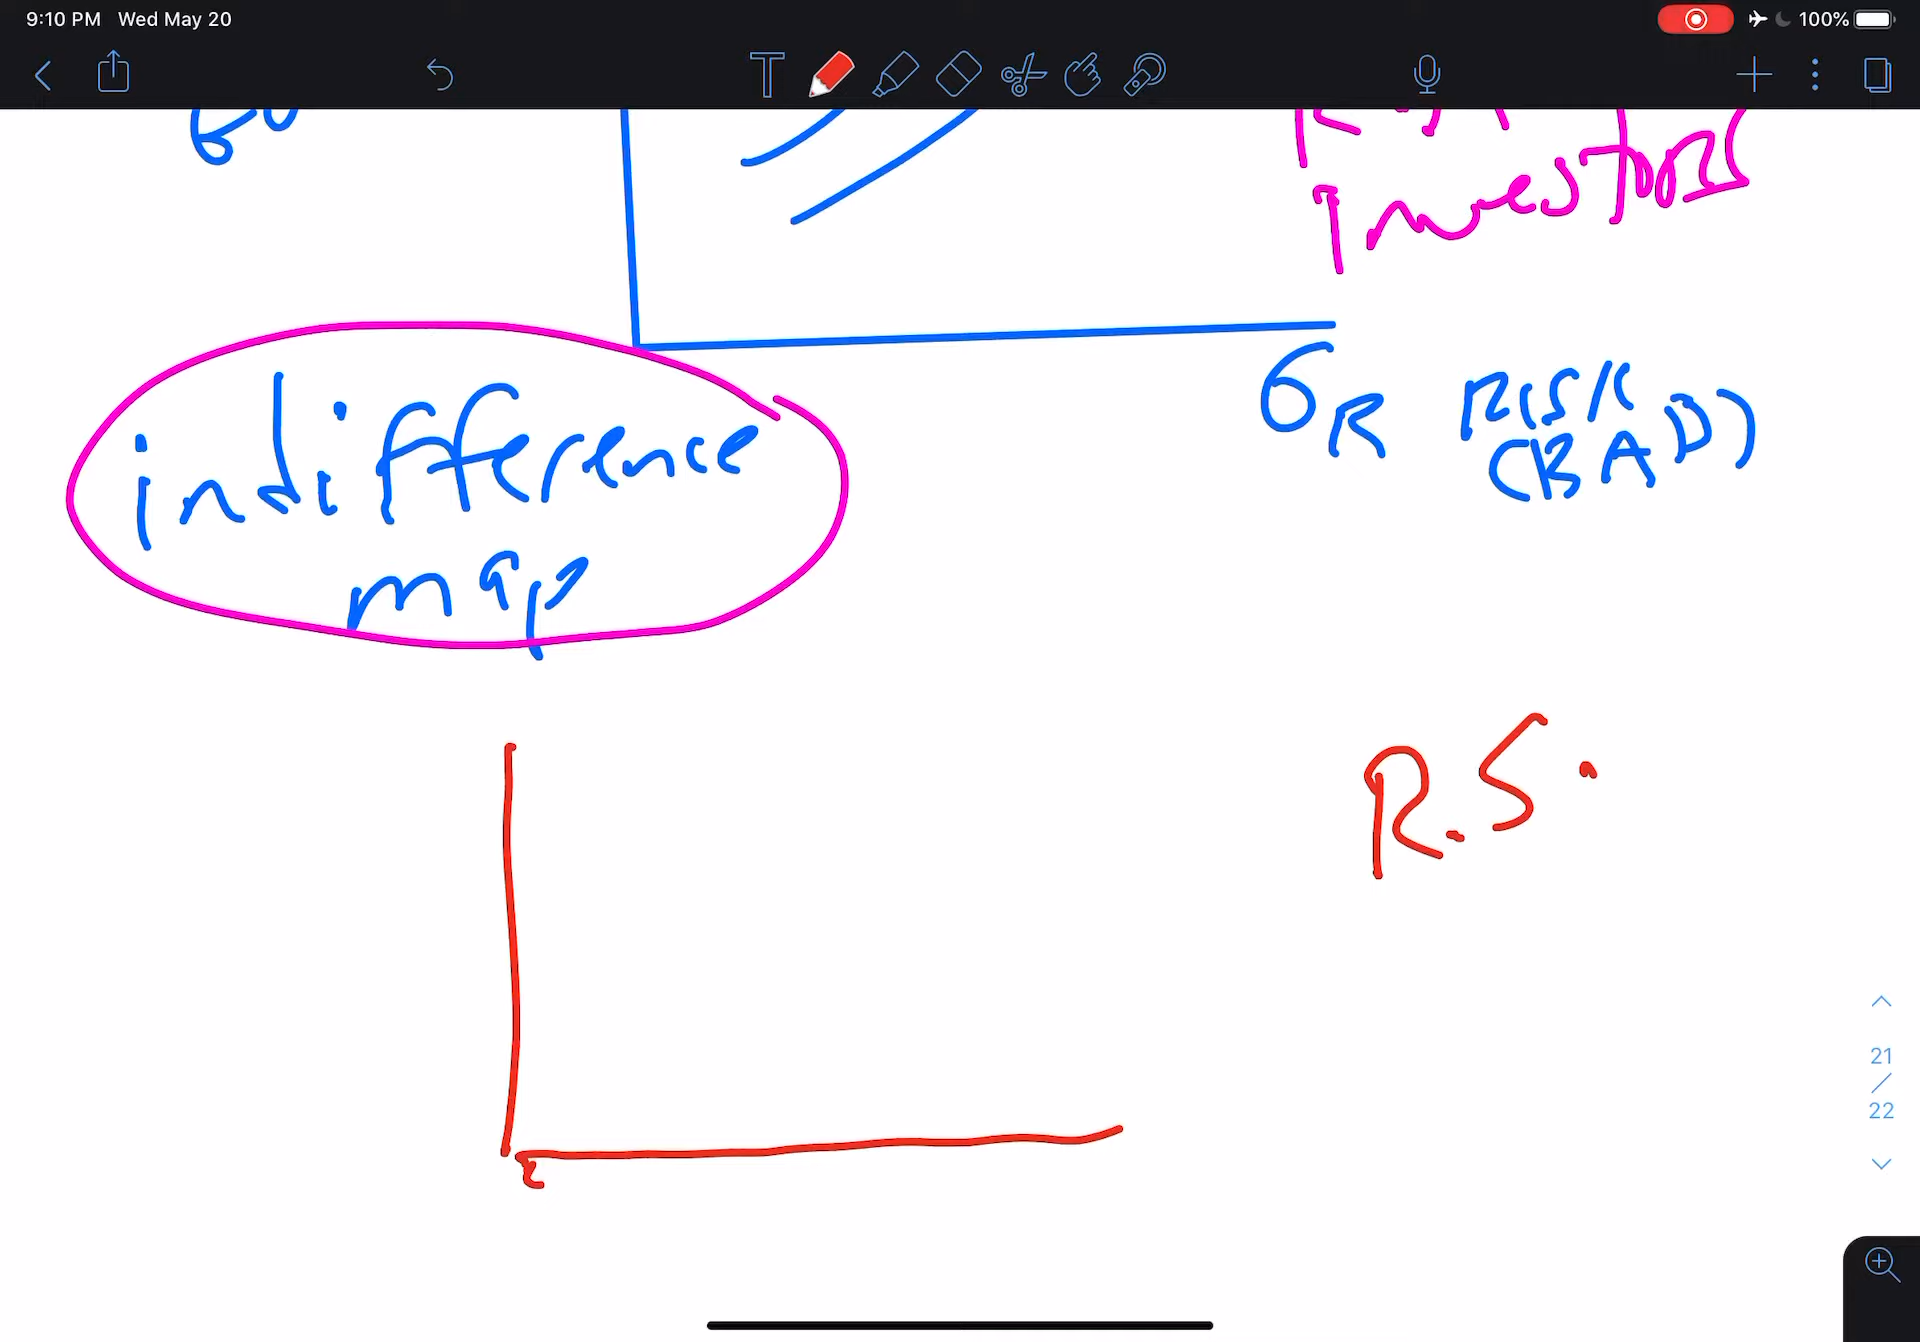 9:10 PM Wed May 20
100%
Investors
indifference
map
σR RISK
(BAD)
R.S.
21
/
22